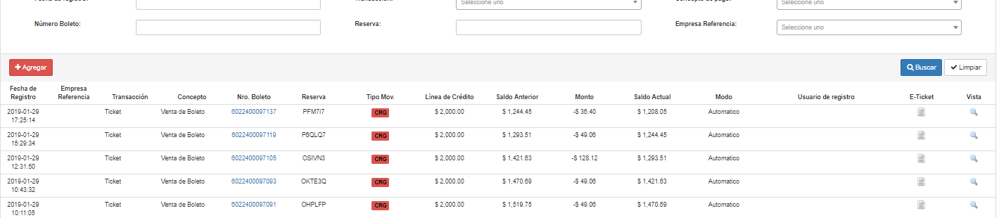 Fecha de registro:
Transacción:
Seleccione uno
Concepto de pago:
Seleccione uno
Número Boleto:
Reserva:
Empresa Referencia:
Seleccione uno
Agregar
Buscar
Limpiar
Fecha de Registro Empresa Referencia Transacción Concepto Nro. Boleto Reserva Tipo Mov. Línea de Crédito Saldo Anterior Monto Saldo Actual Modo Usuario de registro E-Ticket Vista
2019-01-29 17:25:14 Ticket Venta de Boleto 6022400097137 PFM7I7 CRG $ 2,000.00 $ 1,244.45 -$ 36.40 $ 1,208.05 Automatico
2019-01-29 15:29:34 Ticket Venta de Boleto 6022400097119 P6QLQ7 CRG $ 2,000.00 $ 1,293.51 -$ 49.06 $ 1,244.45 Automatico
2019-01-29 12:31:50 Ticket Venta de Boleto 6022400097105 OSIVN3 CRG $ 2,000.00 $ 1,421.63 -$ 128.12 $ 1,293.51 Automatico
2019-01-29 10:43:32 Ticket Venta de Boleto 6022400097093 OKTE3Q CRG $ 2,000.00 $ 1,470.69 -$ 49.06 $ 1,421.63 Automatico
2019-01-29 10:11:05 Ticket Venta de Boleto 6022400097091 OHPLFP CRG $ 2,000.00 $ 1,519.75 -$ 49.06 $ 1,470.69 Automatico